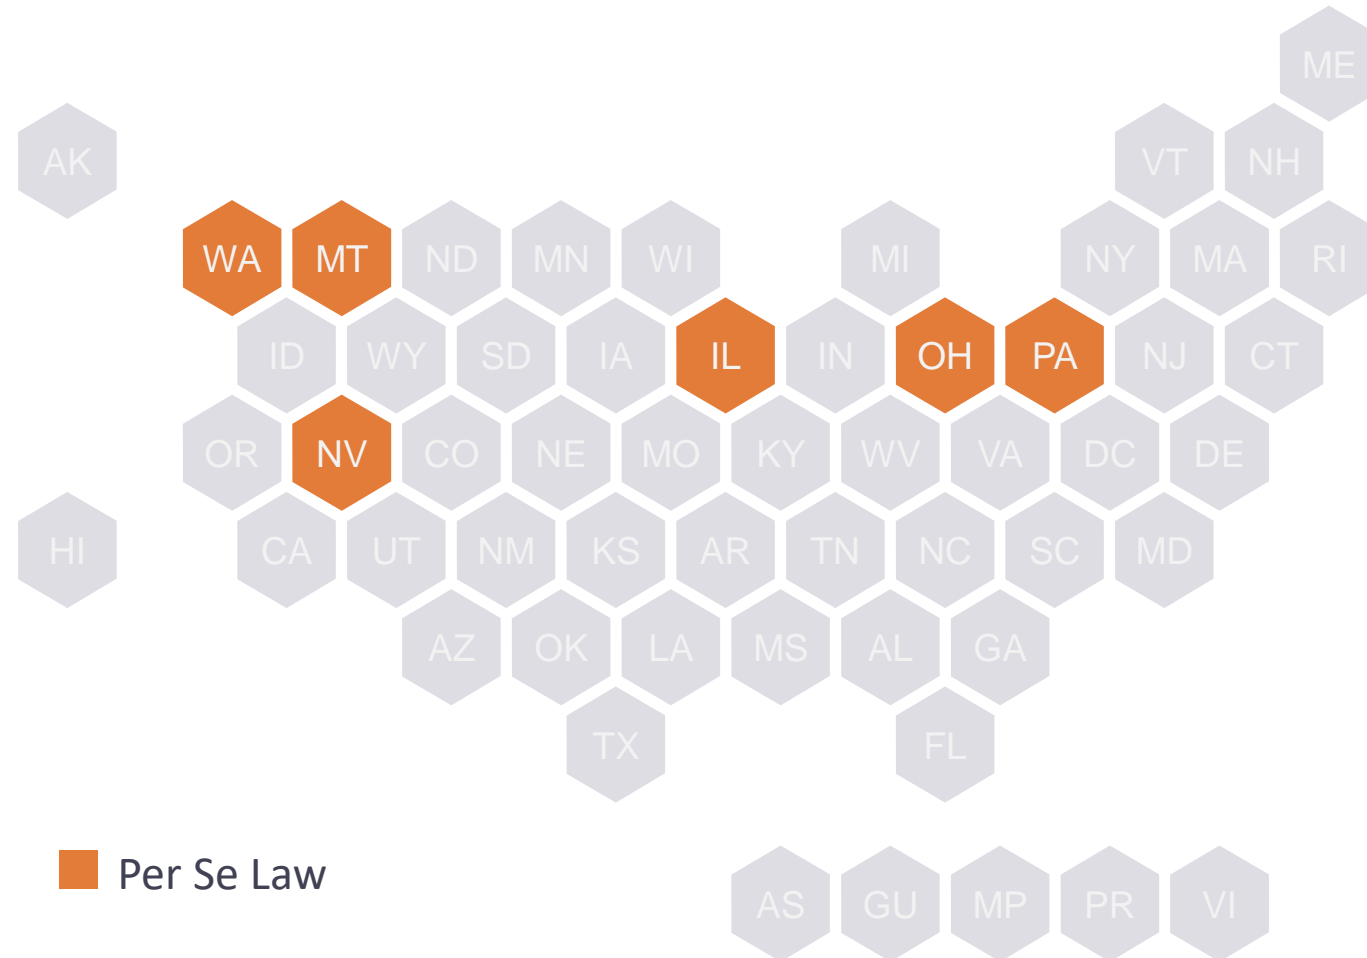 ME
AK VT NH
WA MT ND MN WI MI NY MA RI
ID WY SD IA IL IN OH PA NJ CT
OR NV CO NE MO KY WV VA DC DE
HI CA UT NM KS AR TN NC SC MD
AZ OK LA MS AL GA
TX FL
Per Se Law
AS GU MP PR VI